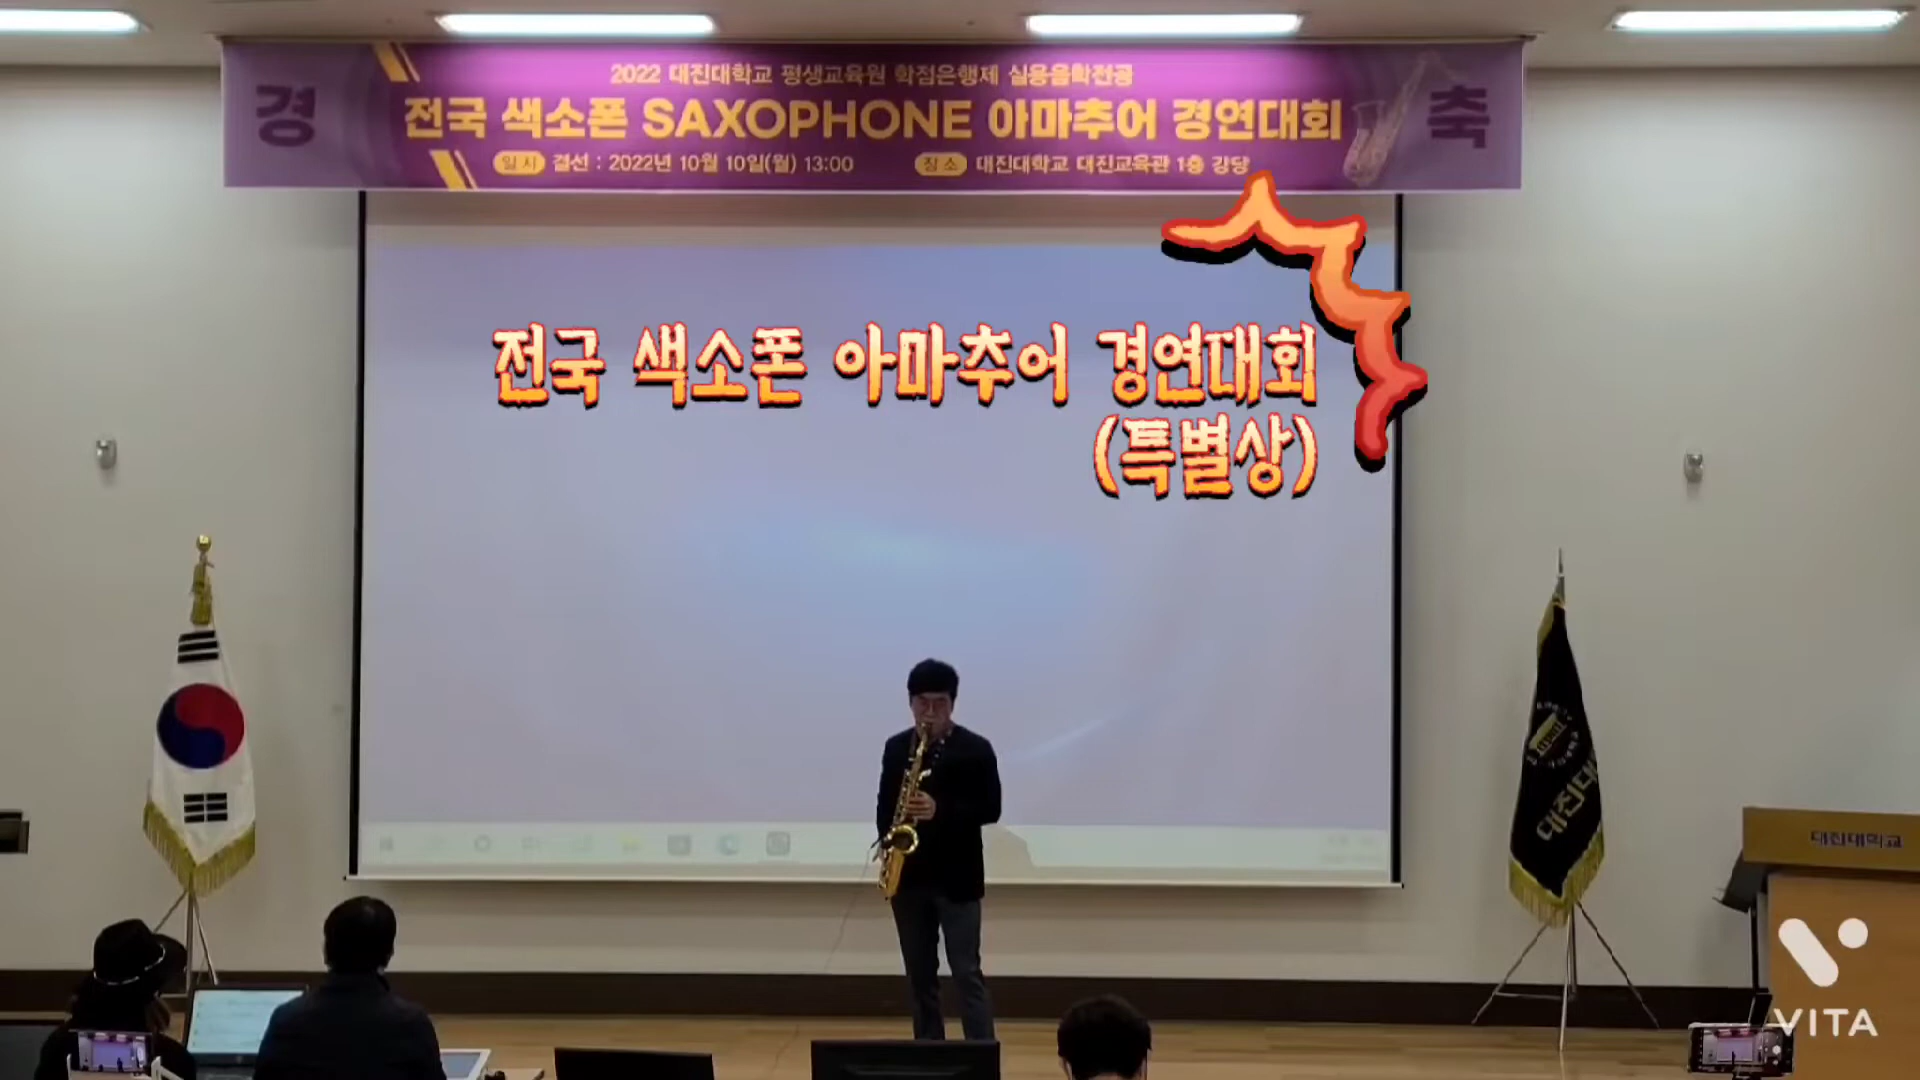 경 축
2022 대진대학교 평생교육원 학점은행제 실용음학전공
전국 색소폰 SAXOPHONE 아마추어 경연대회
일시 결선 : 2022년 10월 10일(월) 13:00 장소 대진대학교 대진교육관 1층 강당
전국 색소폰 아마추어 경연대회
(특별상)
대진대
대진대학교
VITA